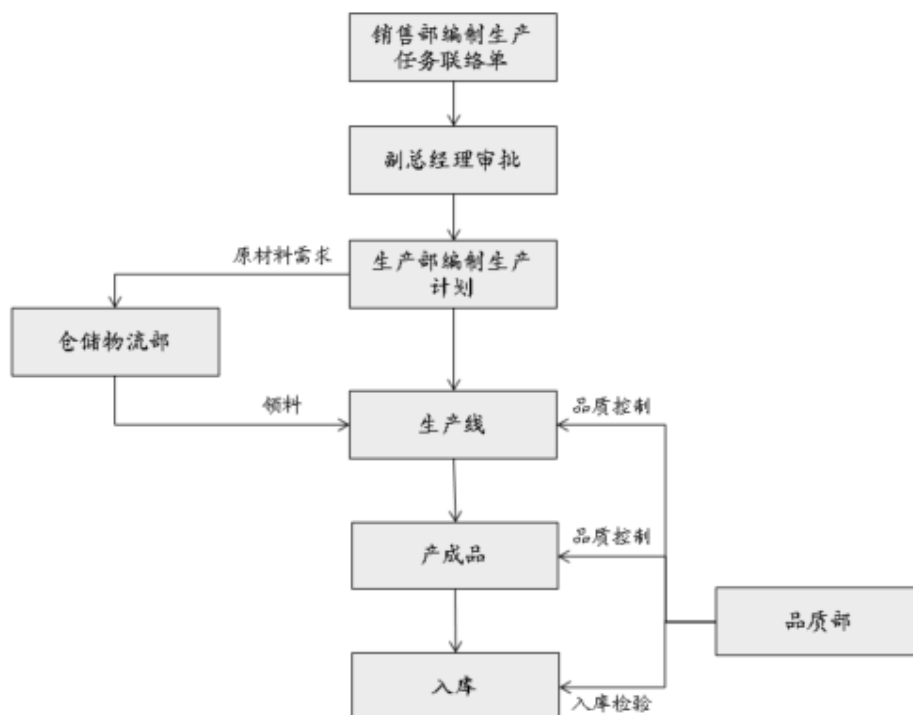 销售部编制生产
任务联络单
副总经理审批
原材料需求
生产部编制生产
计划
仓储物流部
领料
生产线
品质控制
产成品
品质控制
品质部
入库
入库检验